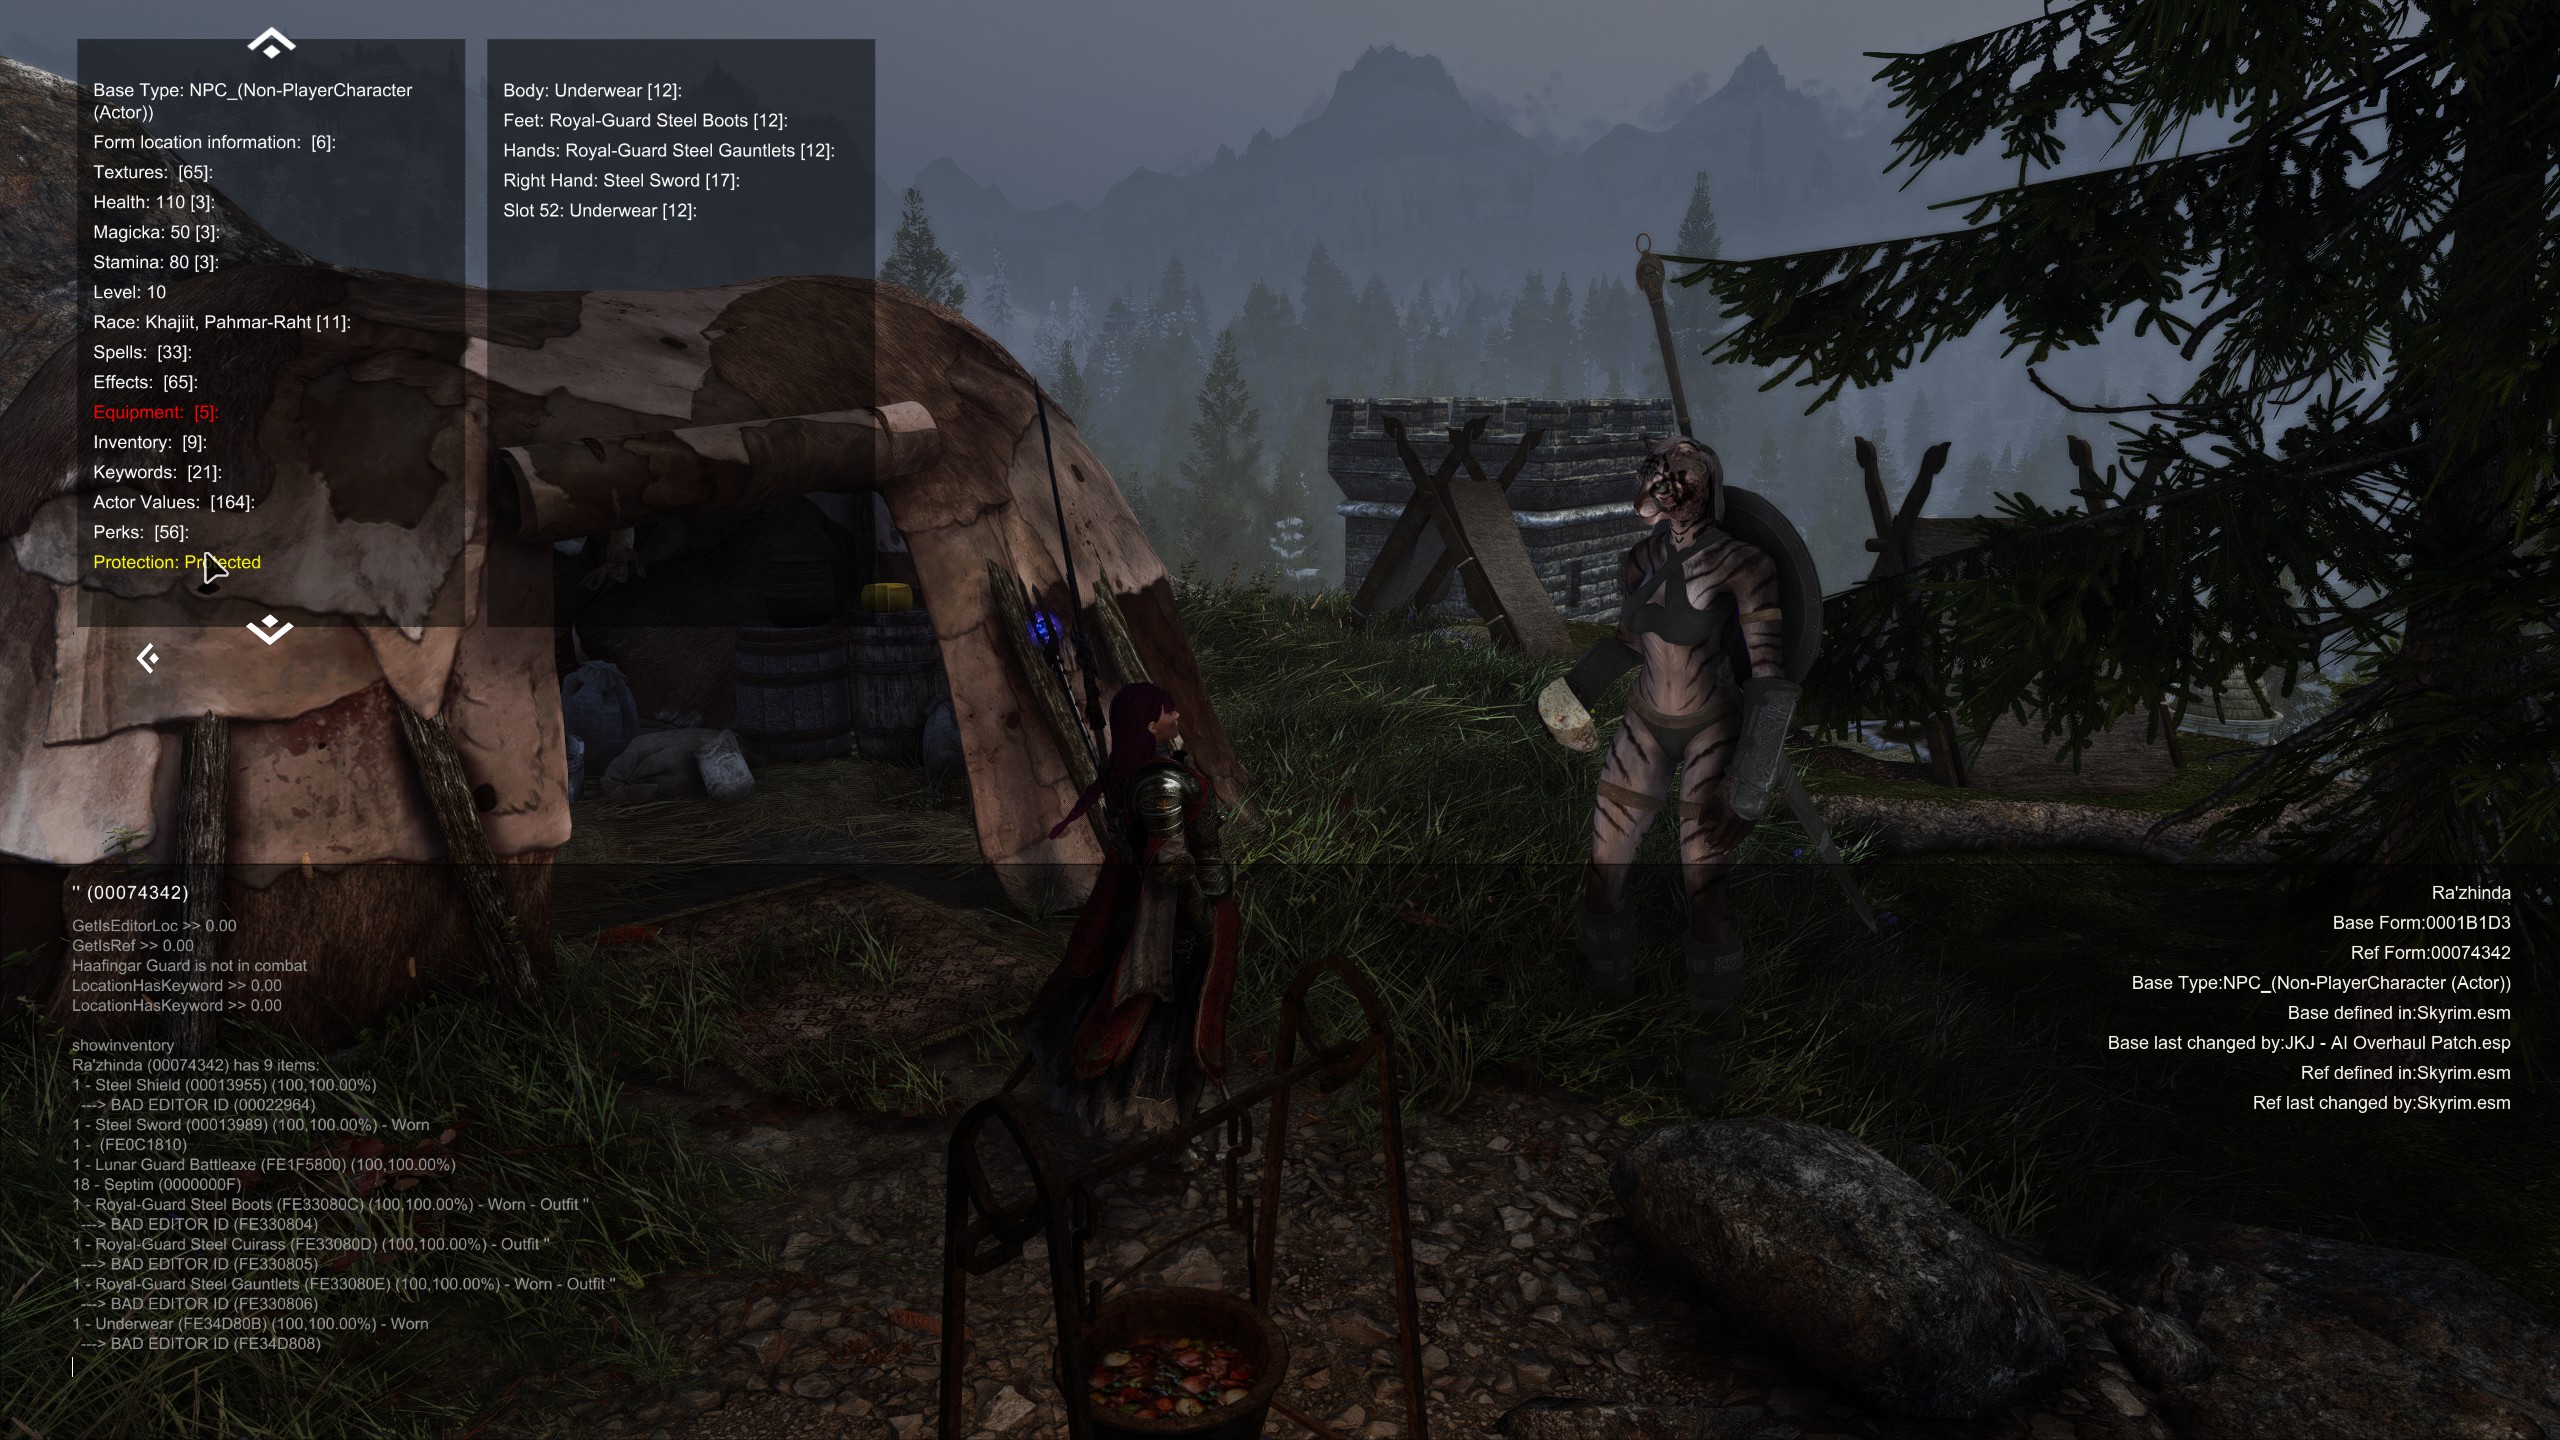 Base Type: NPC_(Non-PlayerCharacter
(Actor))
Form location information:  [6]:
Textures:  [65]:
Health: 110 [3]:
Magicka: 50 [3]:
Stamina: 80 [3]:
Level: 10
Race: Khajiit, Pahmar-Raht [11]:
Spells:  [33]:
Effects:  [65]:
Equipment:  [5]:
Inventory:  [9]:
Keywords:  [21]:
Actor Values:  [164]:
Perks:  [56]:
Protection: Protected
Body: Underwear [12]:
Feet: Royal-Guard Steel Boots [12]:
Hands: Royal-Guard Steel Gauntlets [12]:
Right Hand: Steel Sword [17]:
Slot 52: Underwear [12]:
'' (00074342)
GetIsEditorLoc >> 0.00
GetIsRef >> 0.00
Haafingar Guard is not in combat
LocationHasKeyword >> 0.00
LocationHasKeyword >> 0.00
showinventory
Ra'zhinda (00074342) has 9 items:
1 - Steel Shield (00013955) (100,100.00%)
---> BAD EDITOR ID (00022964)
1 - Steel Sword (00013989) (100,100.00%) - Worn
1 -  (FE0C1810)
1 - Lunar Guard Battleaxe (FE1F5800) (100,100.00%)
18 - Septim (0000000F)
1 - Royal-Guard Steel Boots (FE33080C) (100,100.00%) - Worn - Outfit ''
---> BAD EDITOR ID (FE330804)
1 - Royal-Guard Steel Cuirass (FE33080D) (100,100.00%) - Outfit ''
---> BAD EDITOR ID (FE330805)
1 - Royal-Guard Steel Gauntlets (FE33080E) (100,100.00%) - Worn - Outfit ''
---> BAD EDITOR ID (FE330806)
1 - Underwear (FE34D80B) (100,100.00%) - Worn
---> BAD EDITOR ID (FE34D808)
Ra'zhinda
Base Form:0001B1D3
Ref Form:00074342
Base Type:NPC_(Non-PlayerCharacter (Actor))
Base defined in:Skyrim.esm
Base last changed by:JKJ - AI Overhaul Patch.esp
Ref defined in:Skyrim.esm
Ref last changed by:Skyrim.esm